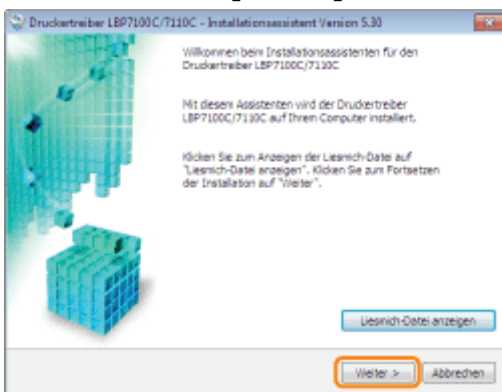 Druckertreiber LBP7100C/7110C - Installationsassistent Version 5.30
Willkommen beim Installationsassistenten für den
Druckertreiber LBP7100C/7110C
Mit diesem Assistenten wird der Druckertreiber
LBP7100C/7110C auf Ihrem Computer installiert.
Klicken Sie zum Anzeigen der Liesmich-Datei auf
"Liesmich-Datei anzeigen". Klicken Sie zum Fortsetzen
der Installation auf "Weiter".
Liesmich-Datei anzeigen
Weiter > Abbrechen